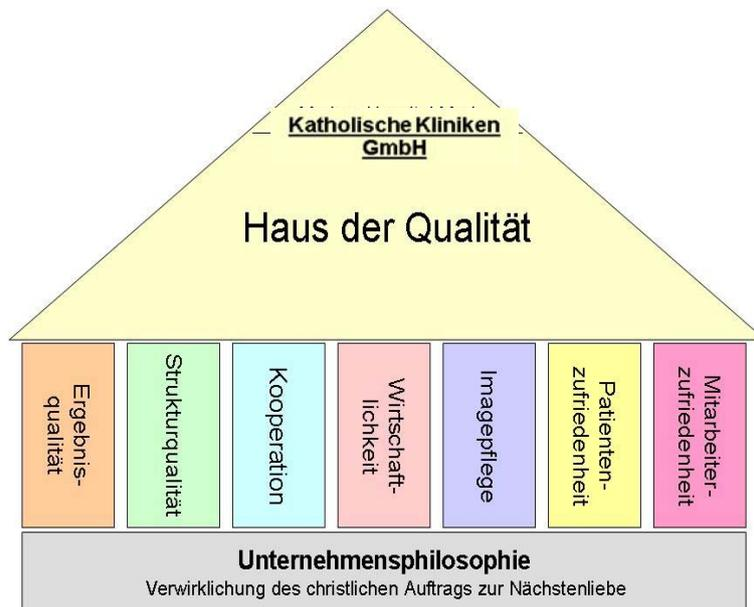 Katholische Kliniken
GmbH
Haus der Qualität
Ergebnis-
qualität
Strukturqualität
Kooperation
Wirtschaft-
lichkeit
Imagepflege
Patienten-
zufriedenheit
Mitarbeiter-
zufriedenheit
Unternehmensphilosophie
Verwirklichung des christlichen Auftrags zur Nächstenliebe